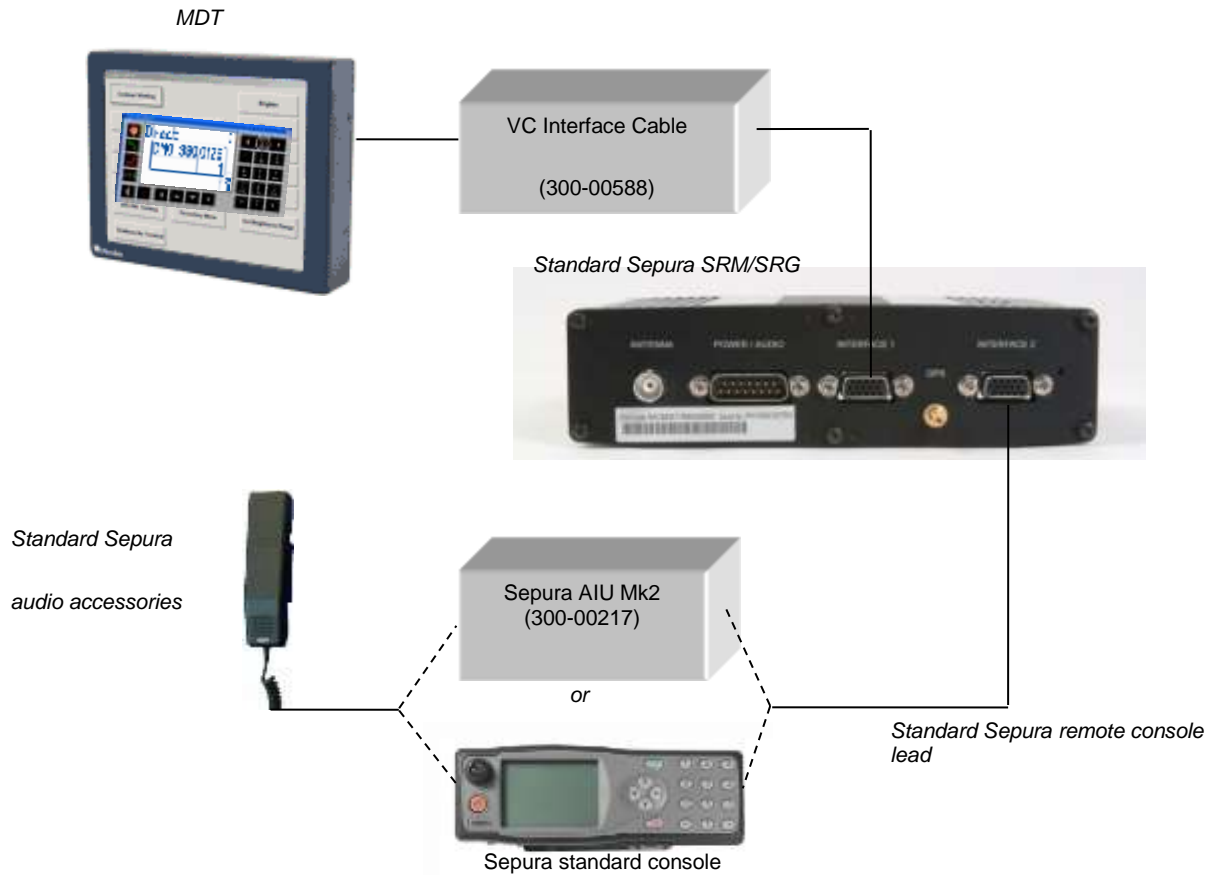 MDT
VC Interface Cable
(300-00588)
Direct
Standard Sepura SRM/SRG
ANTENNA
POWER / AUDIO
INTERFACE 1
GPS
INTERFACE 2
Standard Sepura
audio accessories
Sepura AIU Mk2
(300-00217)
or
Standard Sepura remote console
lead
Sepura standard console